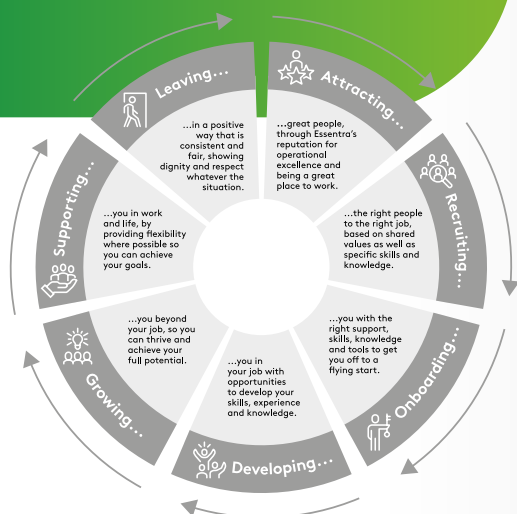 Attracting...
...great people,
through Essentra's
reputation for
operational
excellence and
being a great
place to work.
Recruiting...
...the right people
to the right job,
based on shared
values as well as
specific skills and
knowledge.
Onboarding...
...you with the
right support,
skills, knowledge
and tools to get
you off to a
flying start.
Developing...
...you in
your job with
opportunities
to develop your
skills, experience
and knowledge.
Growing...
...you beyond
your job, so you
can thrive and
achieve your
full potential.
Supporting...
...you in work
and life, by
providing flexibility
where possible so
you can achieve
your goals.
Leaving...
...in a positive
way that is
consistent and
fair, showing
dignity and respect
whatever the
situation.